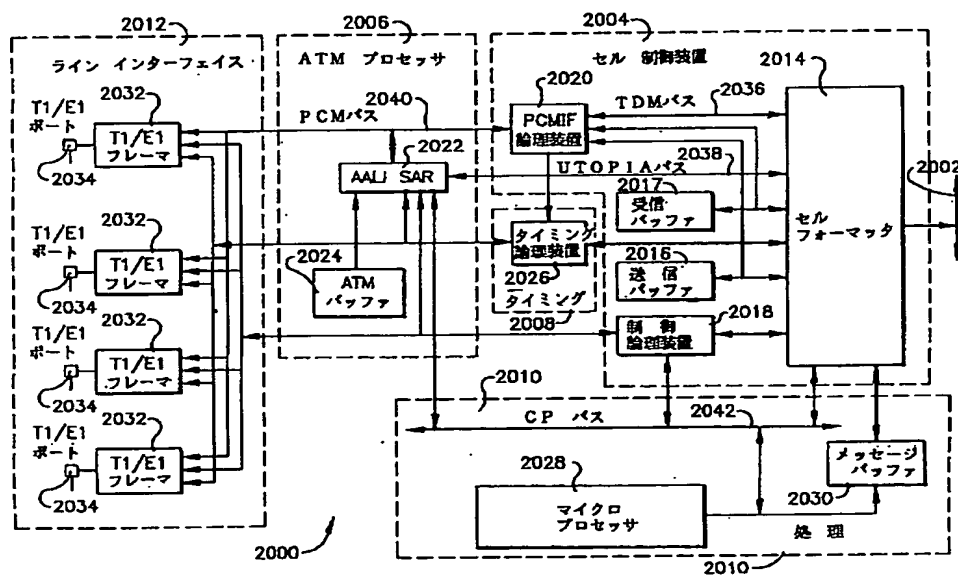 2012
ライン インターフェイス
T1/E1
ポート
2032
T1/E1
フレーマ
2034
2032
T1/E1
ポート
T1/E1
フレーマ
2034
T1/E1
ポート
2032
T1/E1
フレーマ
2034
T1/E1
ポート
2032
T1/E1
フレーマ
2034
2006
ATM プロセッサ
PCMバス
2040
2022
AAL1 SAR
2024
ATM
バッファ
2004
セル 制御装置
2020
PCMIF
論理装置
TDMバス
2036
2014
UTOPIAバス
2038
2002
2017
受信
バッファ
セル
フォーマッタ
タイミング
論理装置
2026
タイミング
2008
2016
送 信
バッファ
制 御
論理装置
2018
2010
CP バス
2042
2028
マイクロ
プロセッサ
メッセージ
バッファ
2030
処 理
2010
2000